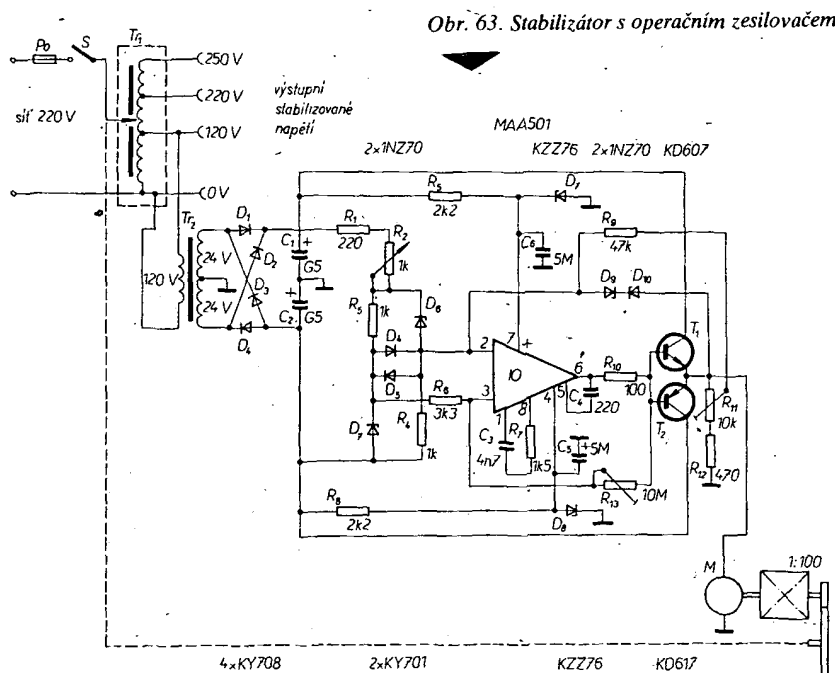 Obr. 63. Stabilizátor s operačním zesilovačem
Po
S
Tr1
250 V
220 V
120 V
0 V
síť 220 V
výstupní
stabilizované
napětí
2×1NZ70
MAA501
KZZ76
2×1NZ70
KD607
R5
2k2
D7
C6
5M
R9
47k
Tr2
24 V
24 V
120 V
D1
D2
D3
D4
C1
+
G5
C2
+
G5
R1
220
R2
1k
R5
1k
D6
D4
D5
D7
R4
1k
R6
3k3
2
3
7
+
IO
6
4
5
1
8
C3
4n7
R7
1k5
C4
220
C5
+
5M
R10
100
D9
D10
T1
T2
R11
10k
R12
470
R13
10M
R8
2k2
D8
M
1:100
4×KY708
2×KY701
KZZ76
KD617